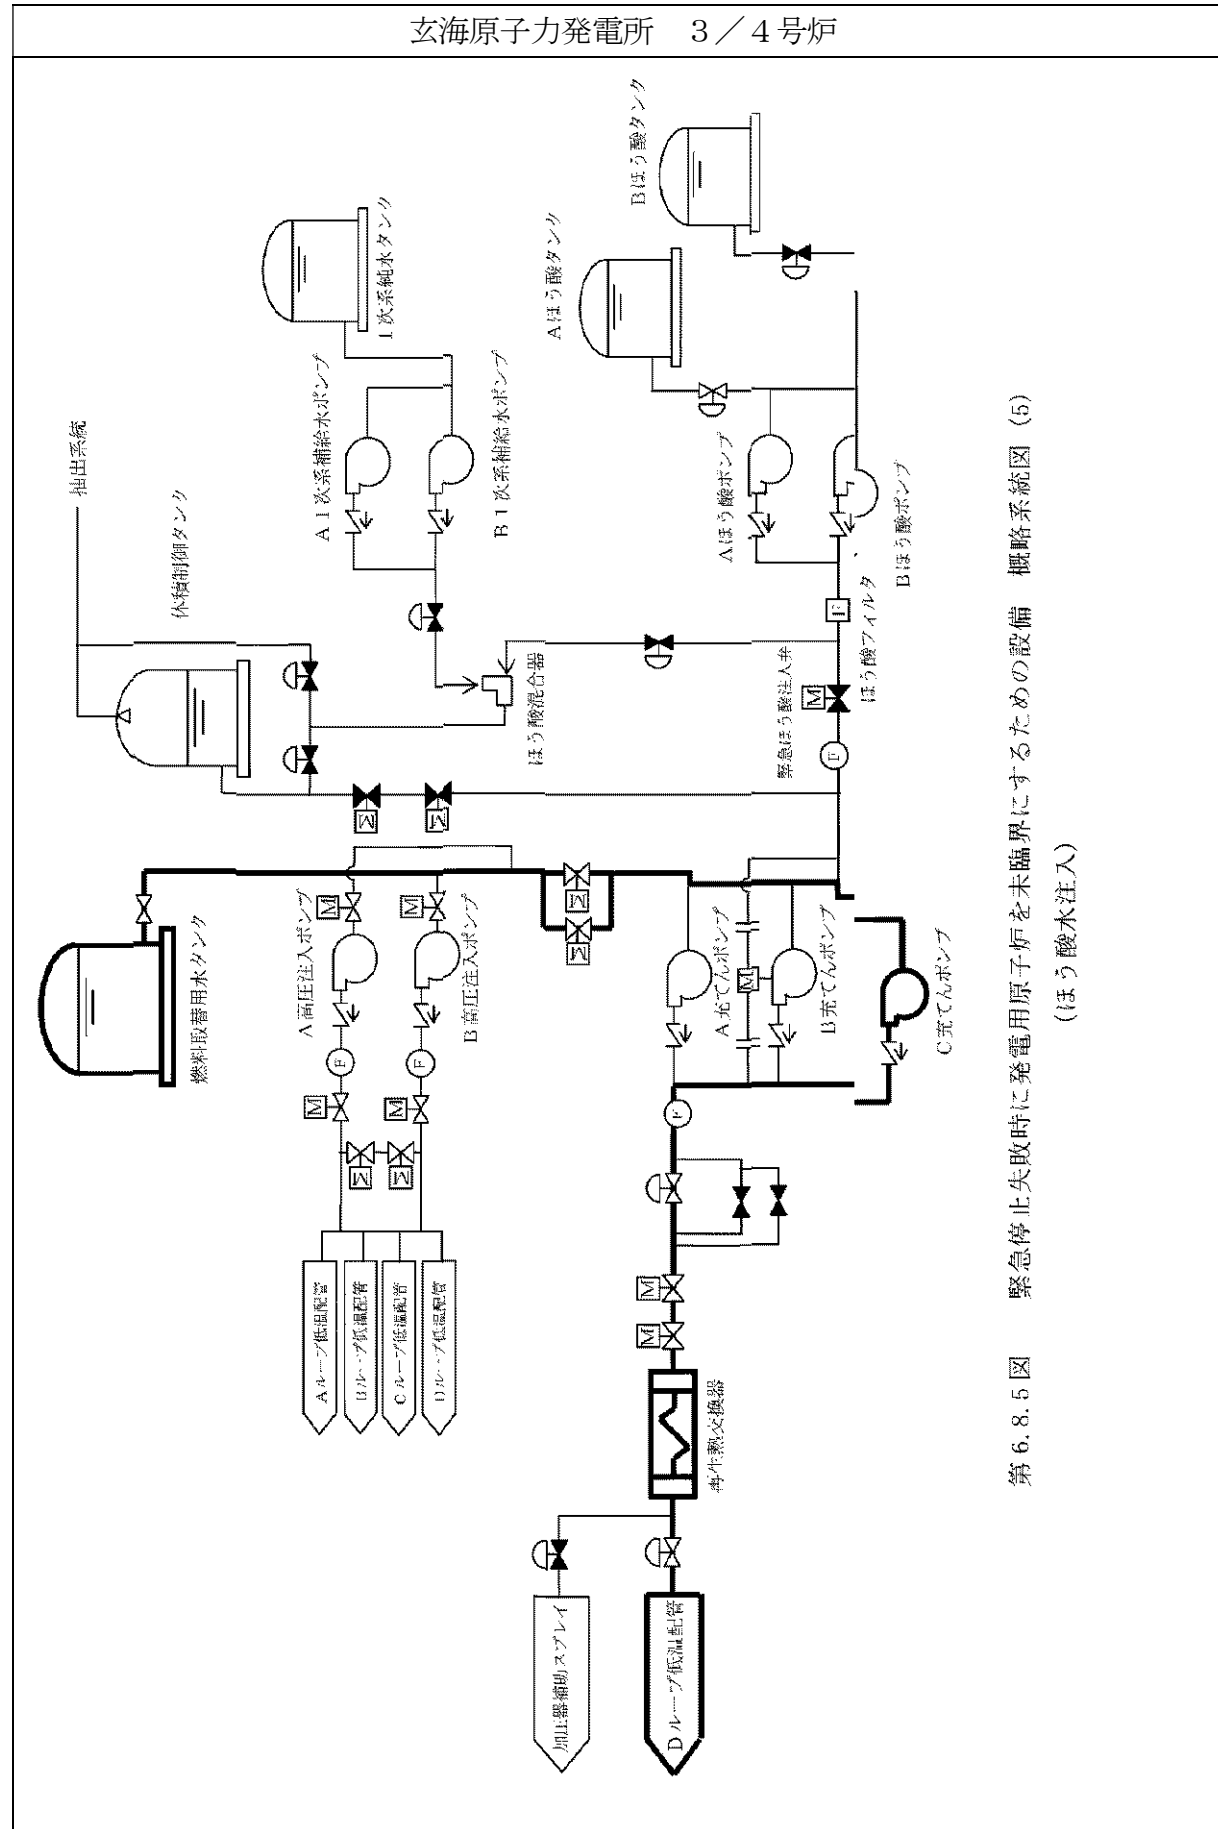 玄海原子力発電所　３／４号炉
抽出系統
体積制御タンク
１次系純水タンク
Ａ１次系補給水ポンプ
Ｂ１次系補給水ポンプ
Ｂほう酸タンク
Ａほう酸タンク
Ａほう酸ポンプ
Ｂほう酸ポンプ
ほう酸混合器
緊急ほう酸注入弁
ほう酸フィルタ
燃料取替用水タンク
Ａ高圧注入ポンプ
Ｂ高圧注入ポンプ
Ａ充てんポンプ
Ｂ充てんポンプ
Ｃ充てんポンプ
M
M
M
M
M
M
M
M
M
M
M
M
M
M
F
F
F
F
F
Ａループ低温配管
Ｂループ低温配管
Ｃループ低温配管
Ｄループ低温配管
再生熱交換器
加圧器補助スプレイ
Ｄループ低温配管
第6.8.5図　緊急停止失敗時に発電用原子炉を未臨界にするための設備　概略系統図（5）
（ほう酸水注入）